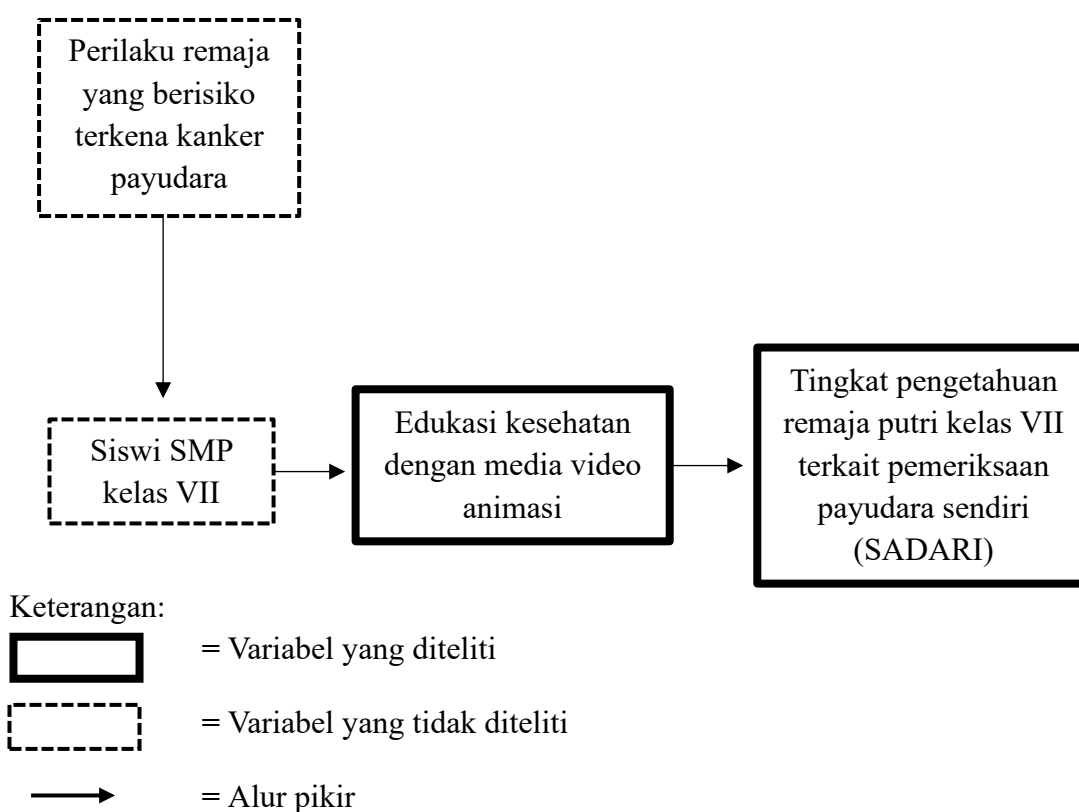 Perilaku remaja
yang berisiko
terkena kanker
payudara
Siswi SMP
kelas VII
Edukasi kesehatan
dengan media video
animasi
Tingkat pengetahuan
remaja putri kelas VII
terkait pemeriksaan
payudara sendiri
(SADARI)
Keterangan:
= Variabel yang diteliti
= Variabel yang tidak diteliti
= Alur pikir